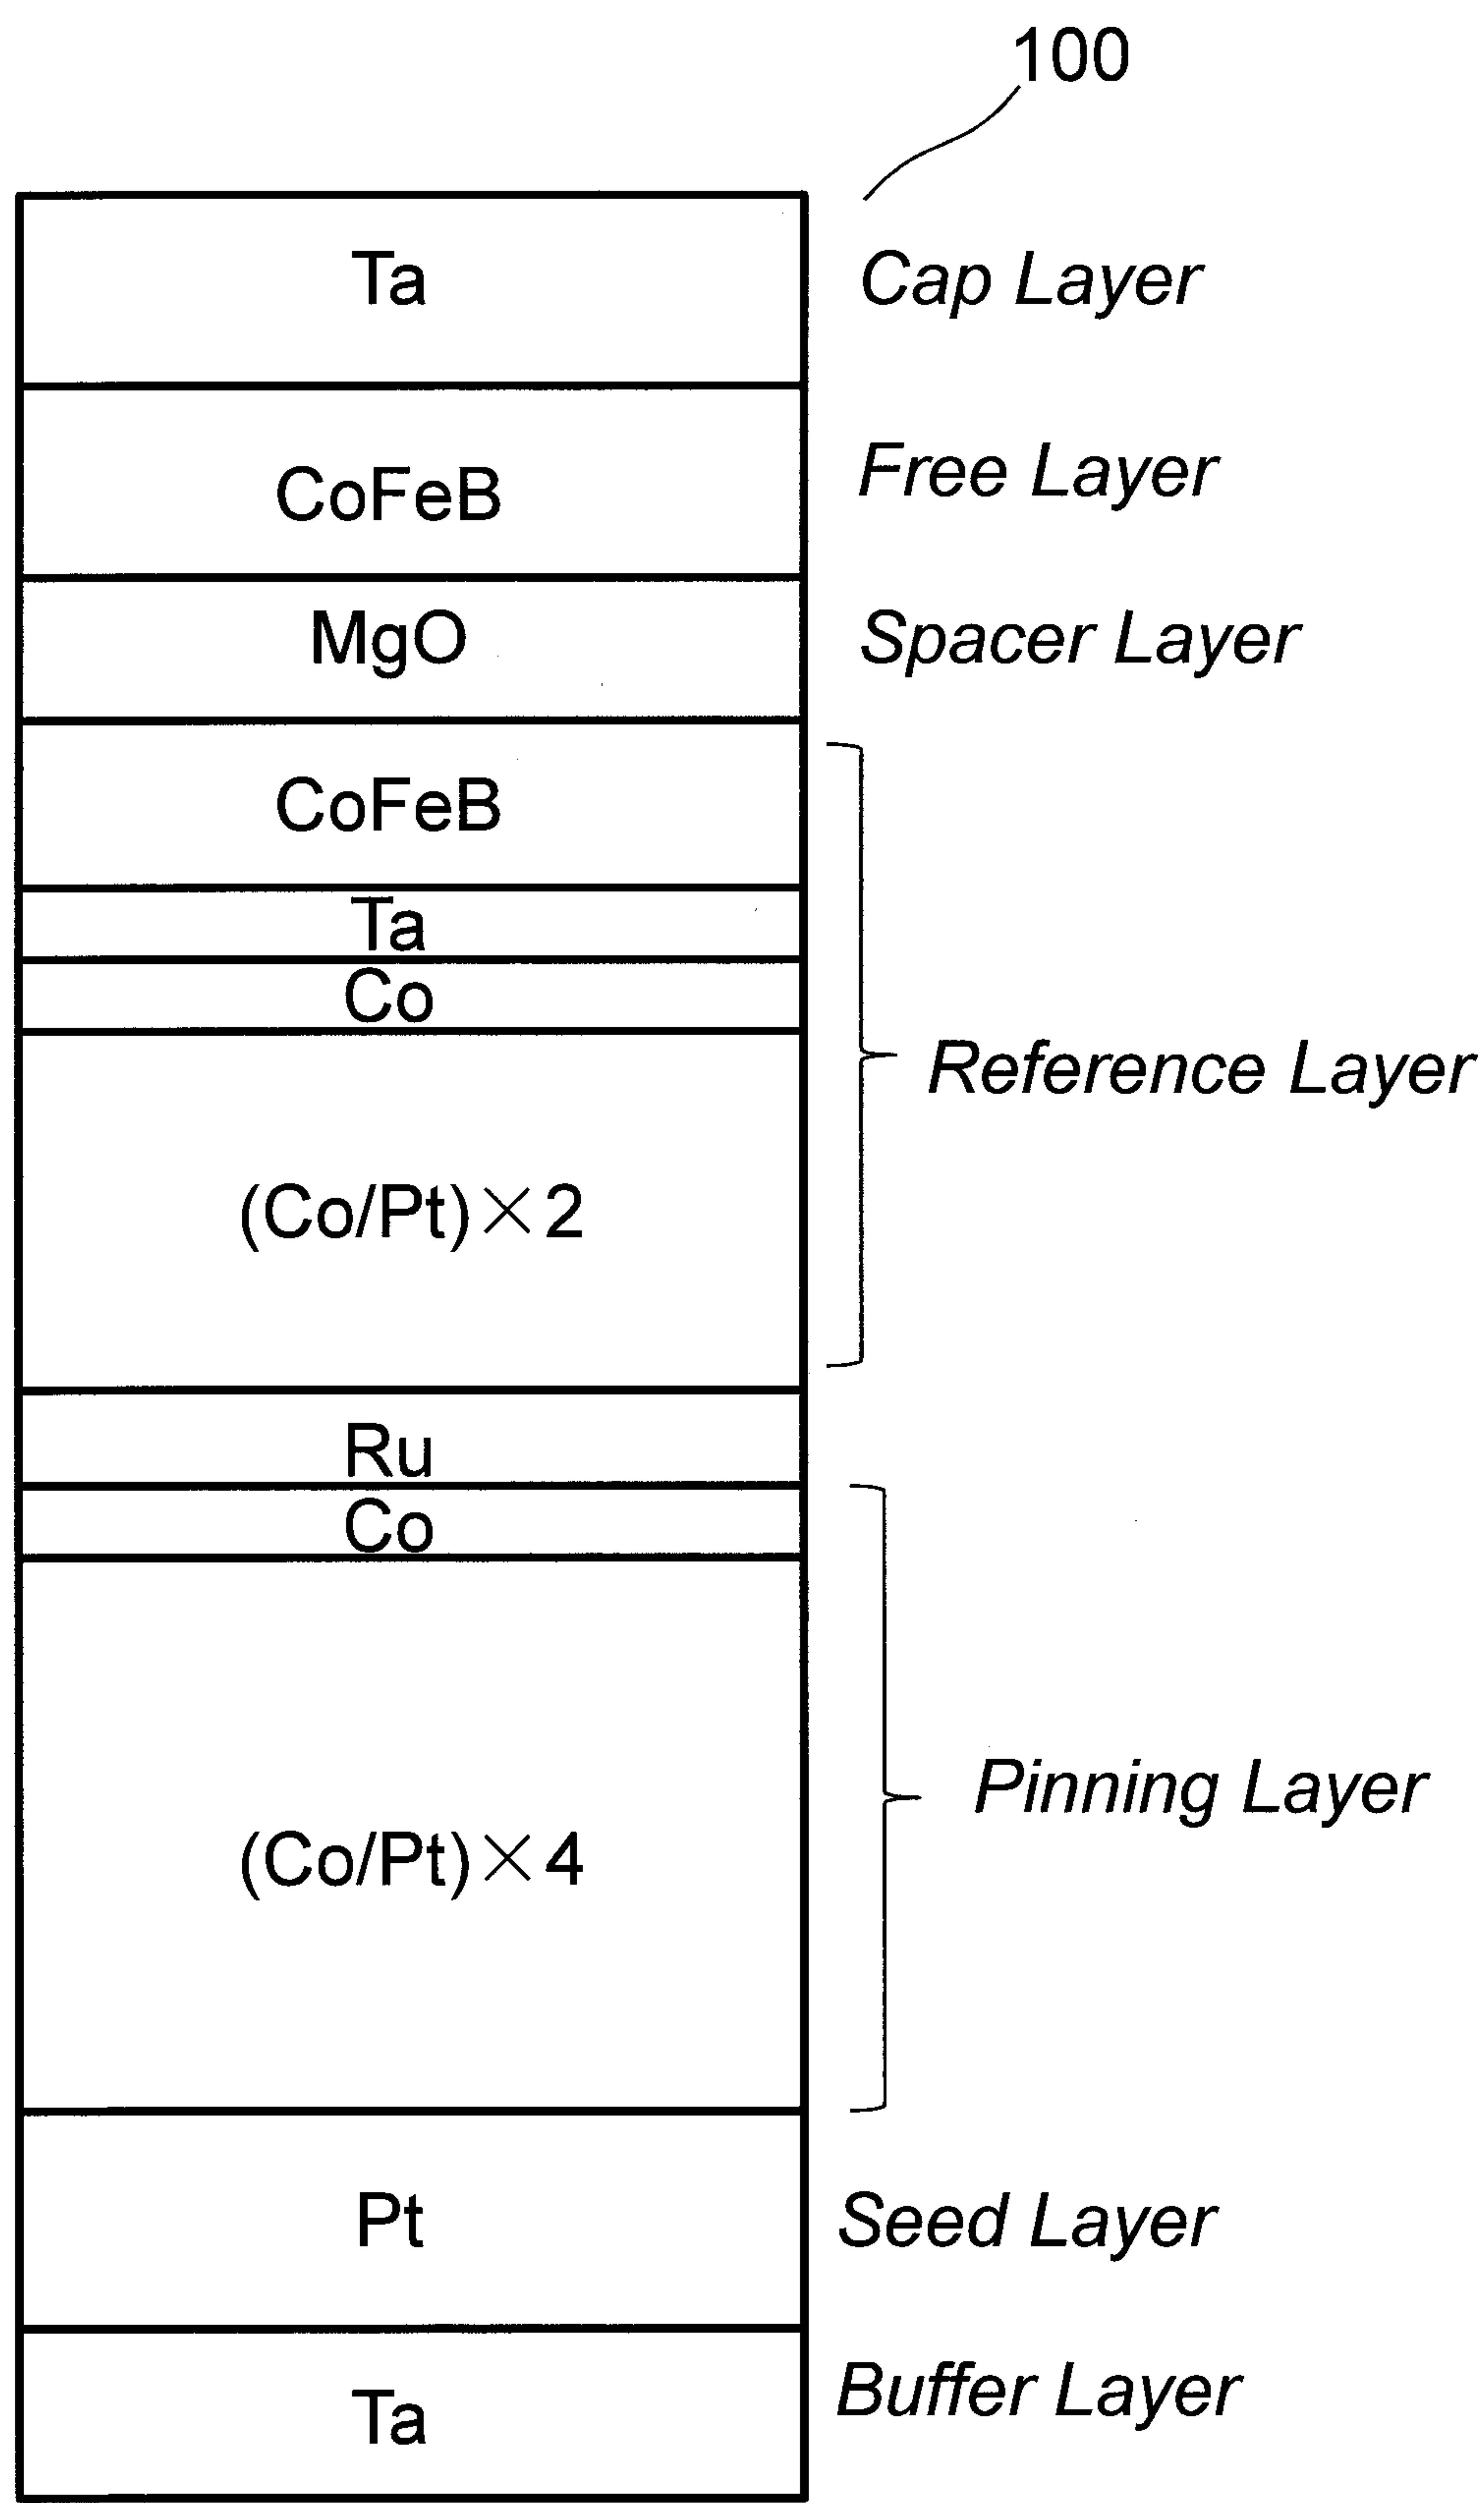 100
Ta
Cap Layer
CoFeB
Free Layer
MgO
Spacer Layer
CoFeB
Ta
Co
Reference Layer
(Co/Pt)×2
Ru
Co
Pinning Layer
(Co/Pt)×4
Pt
Seed Layer
Ta
Buffer Layer